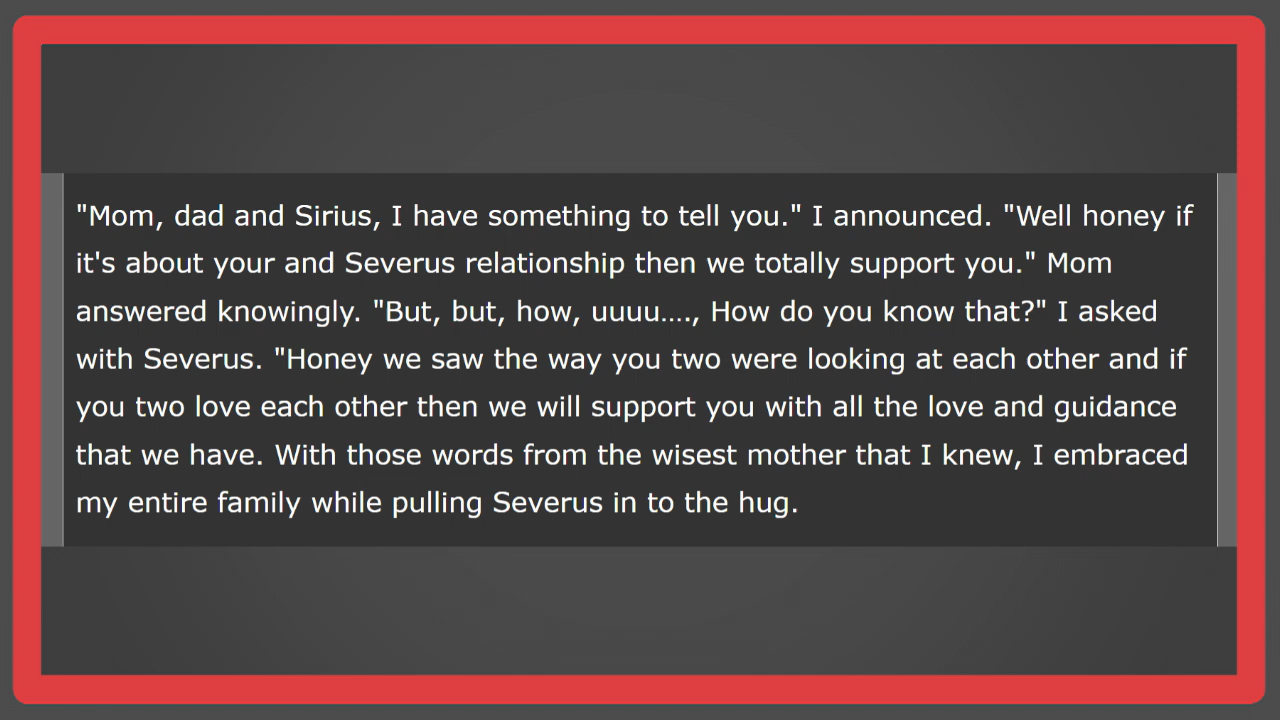 "Mom, dad and Sirius, I have something to tell you." I announced. "Well honey if
it's about your and Severus relationship then we totally support you." Mom
answered knowingly. "But, but, how, uuuu...., How do you know that?" I asked
with Severus. "Honey we saw the way you two were looking at each other and if
you two love each other then we will support you with all the love and guidance
that we have. With those words from the wisest mother that I knew, I embraced
my entire family while pulling Severus in to the hug.